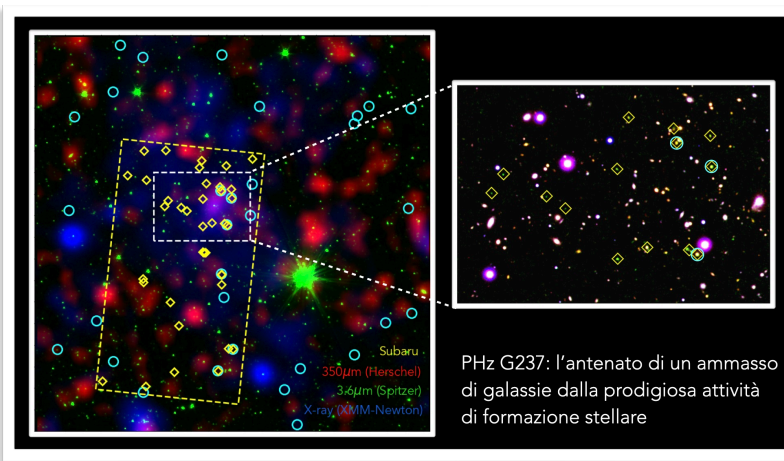 Subaru
350μm (Herschel)
3.6μm (Spitzer)
X-ray (XMM-Newton)
PHz G237: l'antenato di un ammasso
di galassie dalla prodigiosa attività
di formazione stellare